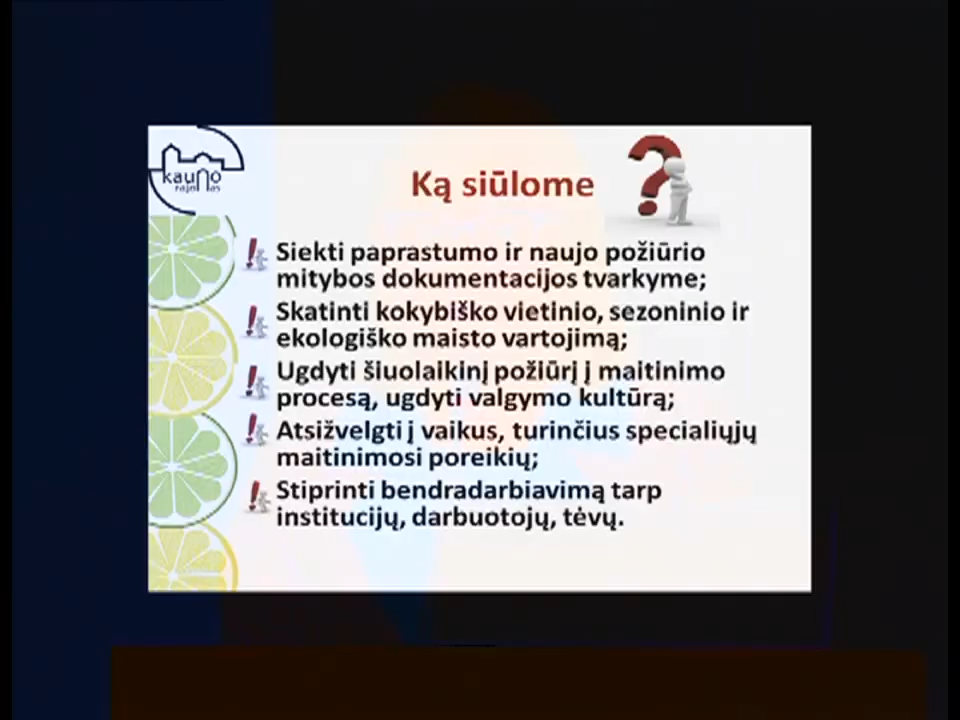 kauno
rajonas
Ką siūlome
Siekti paprastumo ir naujo požiūrio
mitybos dokumentacijos tvarkyme;
Skatinti kokybiško vietinio, sezoninio ir
ekologiško maisto vartojimą;
Ugdyti šiuolaikinį požiūrį į maitinimo
procesą, ugdyti valgymo kultūrą;
Atsižvelgti į vaikus, turinčius specialiųjų
maitinimosi poreikių;
Stiprinti bendradarbiavimą tarp
institucijų, darbuotojų, tėvų.